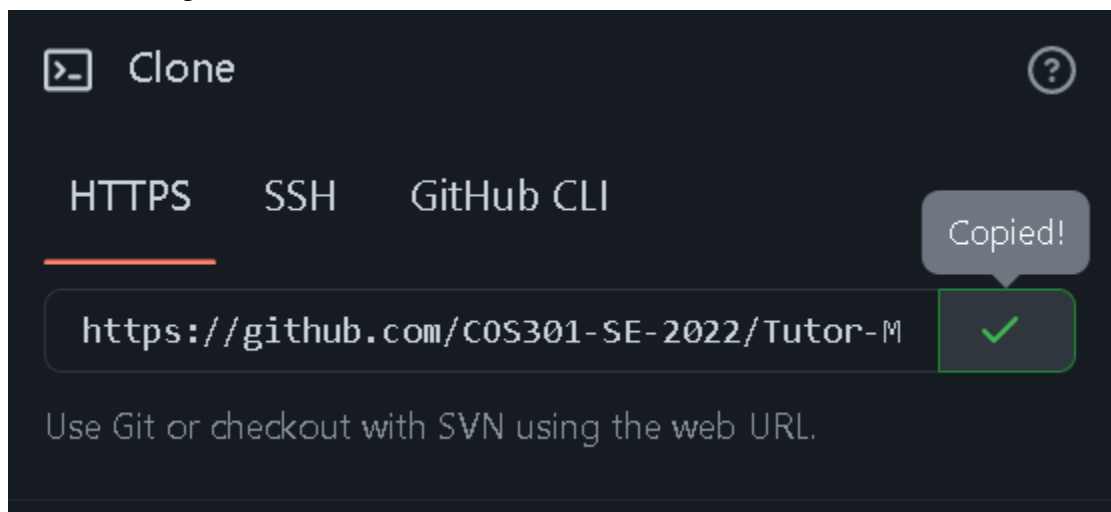 Clone
HTTPS SSH GitHub CLI
Copied!
https://github.com/COS301-SE-2022/Tutor-M
Use Git or checkout with SVN using the web URL.